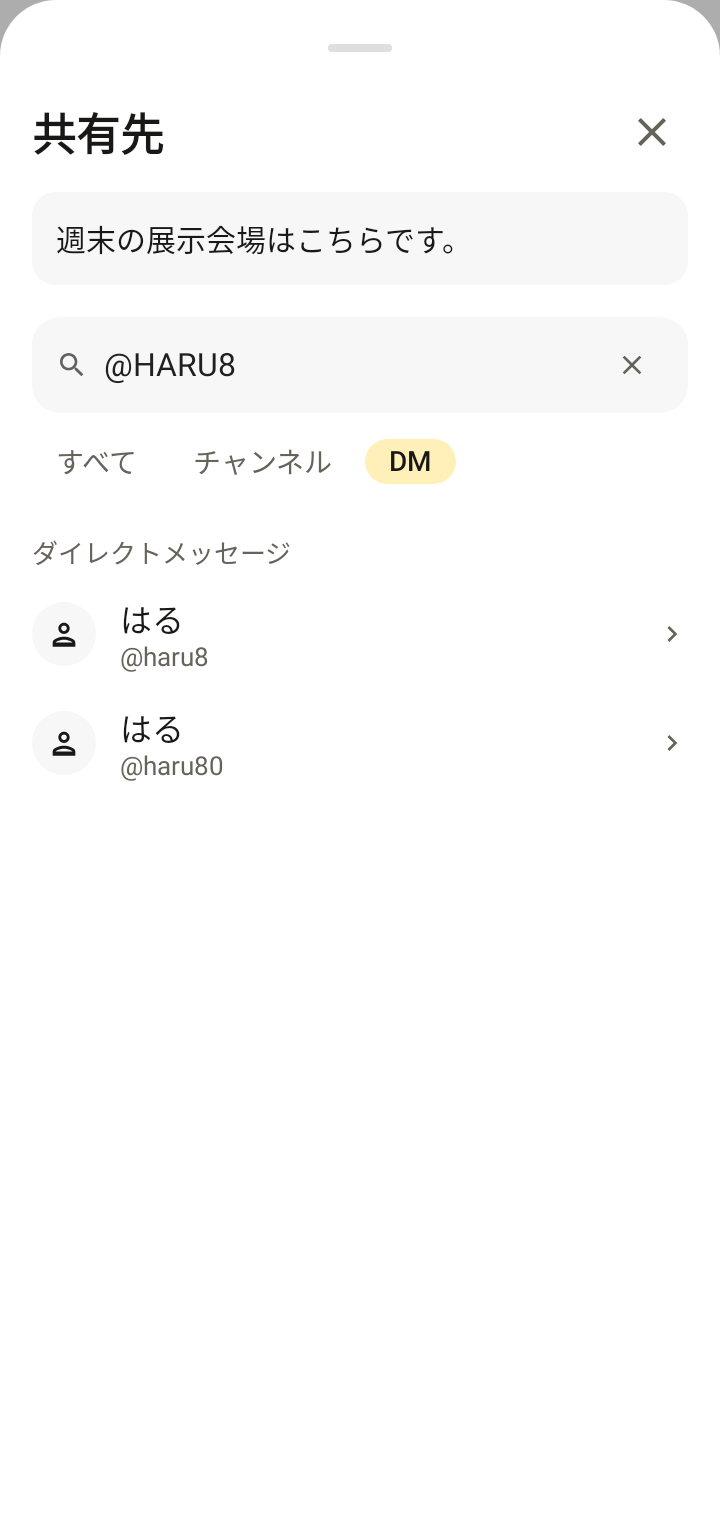 共有先
週末の展示会場はこちらです。
@HARU8
すべて チャンネル DM
ダイレクトメッセージ
はる
@haru8
はる
@haru80